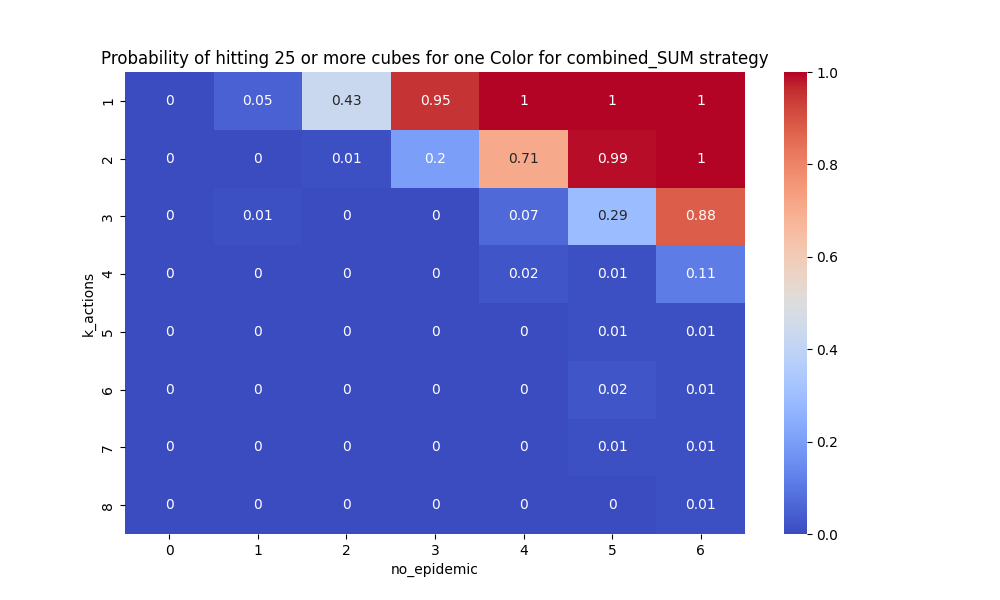 Probability of hitting 25 or more cubes for one Color for combined_SUM strategy
k_actions
1 0 0.05 0.43 0.95 1 1 1
2 0 0 0.01 0.2 0.71 0.99 1
3 0 0.01 0 0 0.07 0.29 0.88
4 0 0 0 0 0.02 0.01 0.11
5 0 0 0 0 0 0.01 0.01
6 0 0 0 0 0 0.02 0.01
7 0 0 0 0 0 0.01 0.01
8 0 0 0 0 0 0 0.01
0 1 2 3 4 5 6
no_epidemic
1.0
0.8
0.6
0.4
0.2
0.0